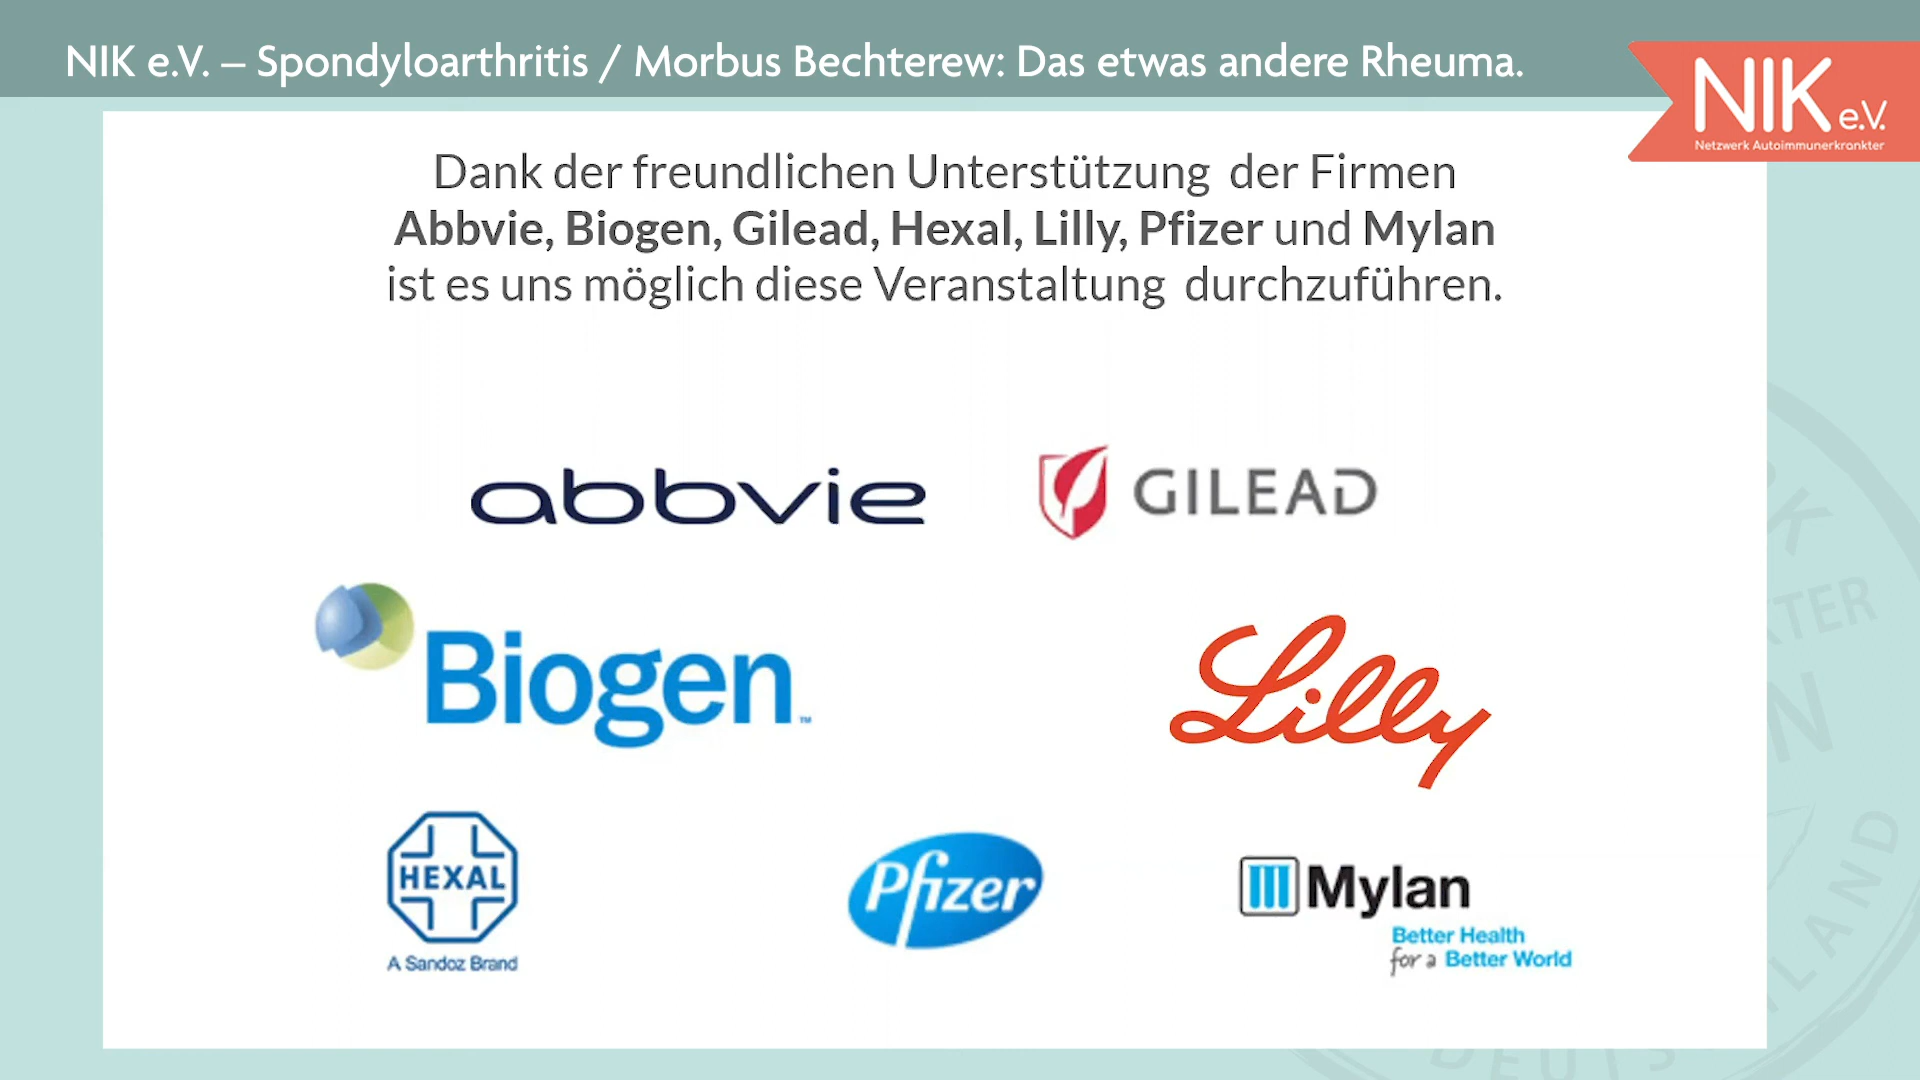 NIK e.V. – Spondyloarthritis / Morbus Bechterew: Das etwas andere Rheuma.
NIK e.V.
Netzwerk Autoimmunerkrankter
Dank der freundlichen Unterstützung der Firmen
Abbvie, Biogen, Gilead, Hexal, Lilly, Pfizer und Mylan
ist es uns möglich diese Veranstaltung durchzuführen.
abbvie
GILEAD
Biogen™
Lilly
HEXAL
A Sandoz Brand
Pfizer
Mylan
Better Health
for a Better World